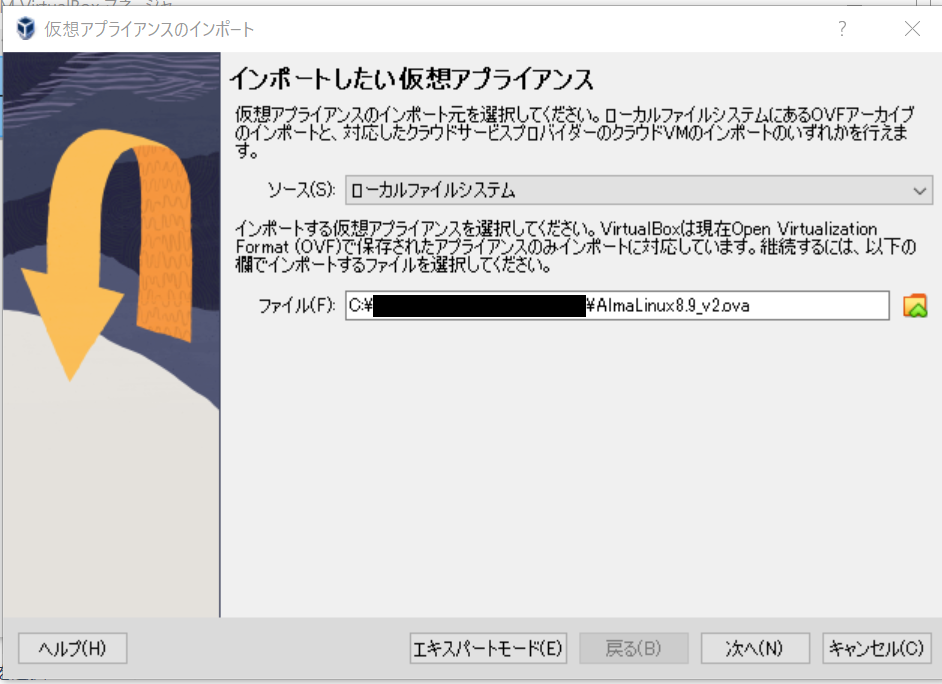 仮想アプライアンスのインポート
?
インポートしたい仮想アプライアンス
仮想アプライアンスのインポート元を選択してください。ローカルファイルシステムにあるOVFアーカイブ
のインポートと、対応したクラウドサービスプロバイダーのクラウドVMのインポートのいずれかを行えま
す。
ソース(S): ローカルファイルシステム
インポートする仮想アプライアンスを選択してください。VirtualBoxは現在Open Virtualization
Format (OVF)で保存されたアプライアンスのみインポートに対応しています。継続するには、以下の
欄でインポートするファイルを選択してください。
ファイル(F): C:¥ ¥AlmaLinux8.9_v2.ova
ヘルプ(H) エキスパートモード(E) 戻る(B) 次へ(N) キャンセル(C)